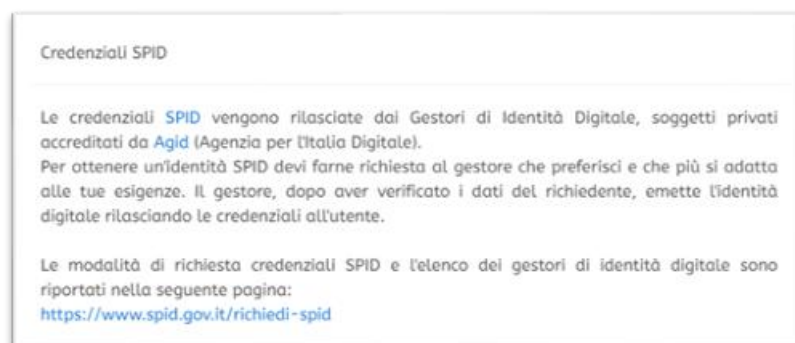 Credenziali SPID
Le credenziali SPID vengono rilasciate dai Gestori di Identità Digitale, soggetti privati
accreditati da Agid (Agenzia per l'Italia Digitale).
Per ottenere un'identità SPID devi farne richiesta al gestore che preferisci e che più si adatta
alle tue esigenze. Il gestore, dopo aver verificato i dati del richiedente, emette l'identità
digitale rilasciando le credenziali all'utente.
Le modalità di richiesta credenziali SPID e l'elenco dei gestori di identità digitale sono
riportati nella seguente pagina:
https://www.spid.gov.it/richiedi-spid